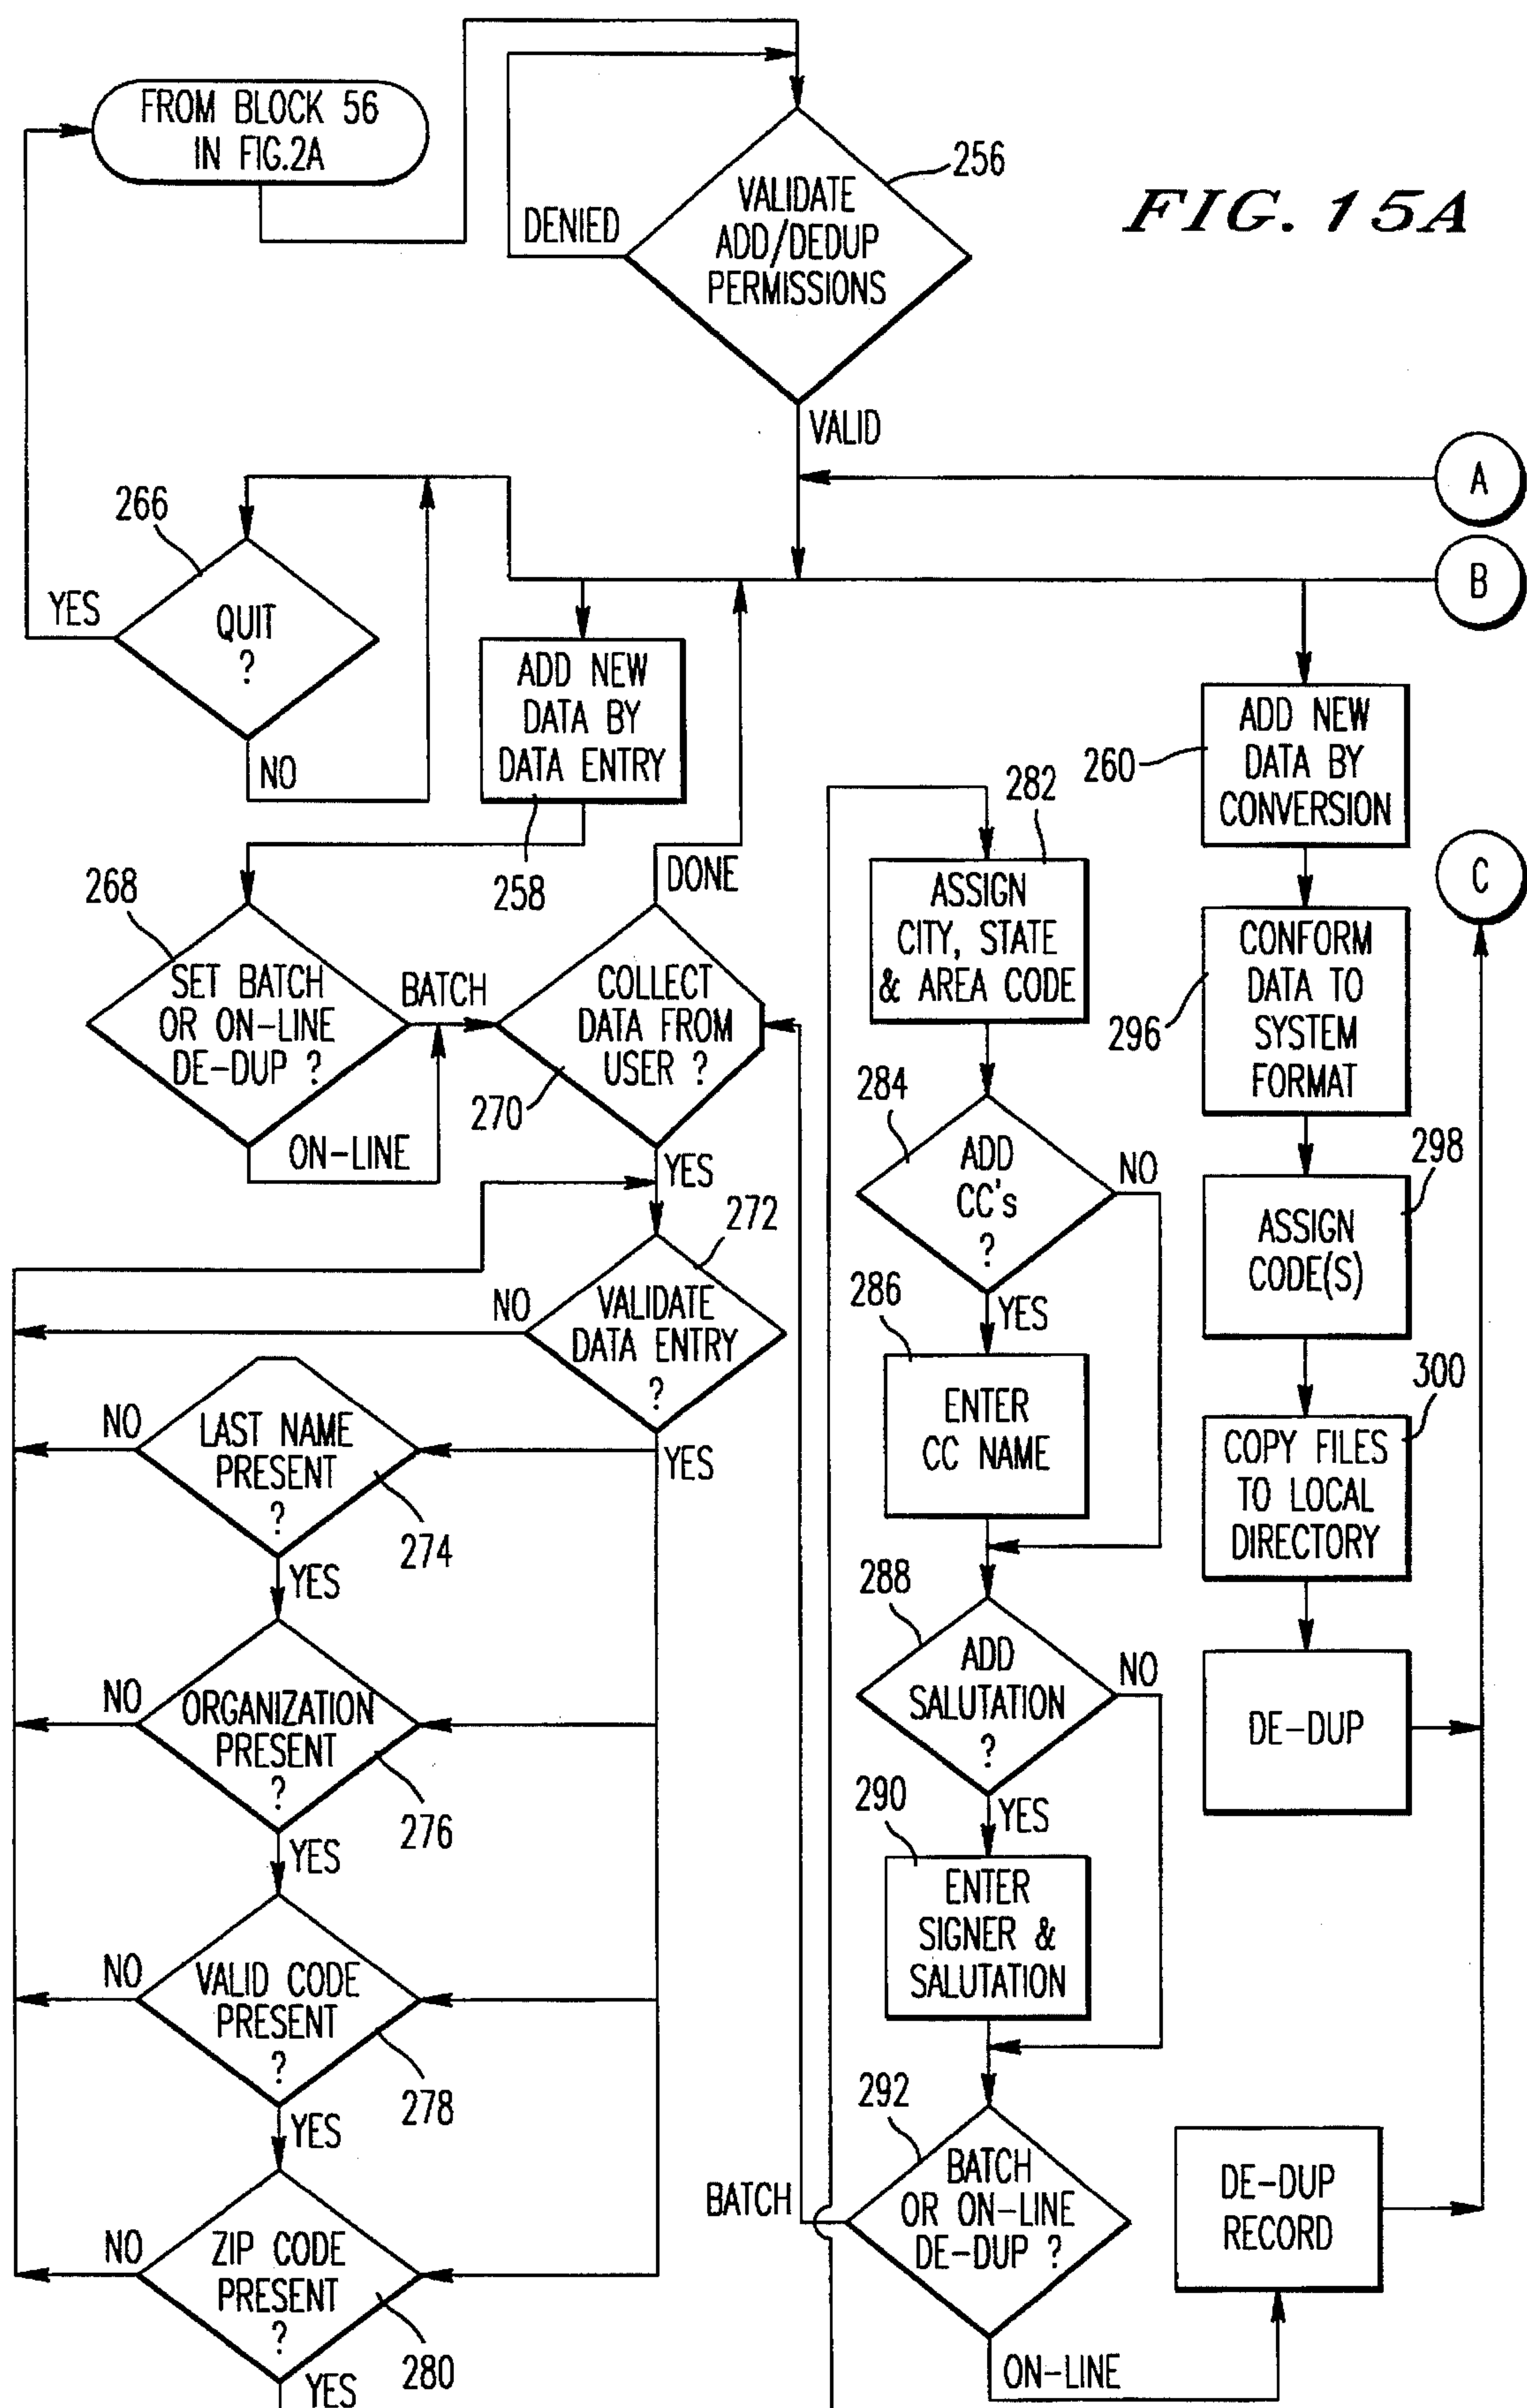 FROM BLOCK 56
IN FIG.2A
FIG. 15A
256
VALIDATE
ADD/DEDUP
PERMISSIONS
DENIED
VALID
A
B
266
QUIT
?
YES
NO
ADD NEW
DATA BY
DATA ENTRY
258
268
SET BATCH
OR ON-LINE
DE-DUP ?
BATCH
ON-LINE
DONE
COLLECT
DATA FROM
USER ?
270
YES
272
VALIDATE
DATA ENTRY
?
NO
YES
LAST NAME
PRESENT
?
NO
274
YES
ORGANIZATION
PRESENT
?
NO
276
YES
VALID CODE
PRESENT
?
NO
278
YES
ZIP CODE
PRESENT
?
NO
280
YES
282
ASSIGN
CITY, STATE
& AREA CODE
284
ADD
CC's
?
NO
YES
286
ENTER
CC NAME
288
ADD
SALUTATION
?
NO
YES
290
ENTER
SIGNER &
SALUTATION
292
BATCH
OR ON-LINE
DE-DUP ?
BATCH
ON-LINE
DE-DUP
RECORD
260
ADD NEW
DATA BY
CONVERSION
C
296
CONFORM
DATA TO
SYSTEM
FORMAT
298
ASSIGN
CODE(S)
300
COPY FILES
TO LOCAL
DIRECTORY
DE-DUP